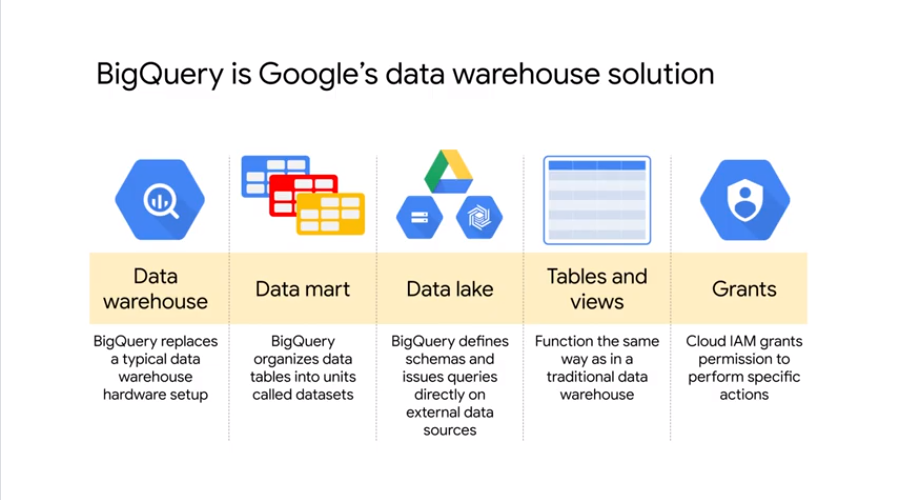 BigQuery is Google's data warehouse solution
Data
warehouse
Data mart
Data lake
Tables and
views
Grants
BigQuery replaces
a typical data
warehouse
hardware setup
BigQuery
organizes data
tables into units
called datasets
BigQuery defines
schemas and
issues queries
directly on
external data
sources
Function the same
way as in a
traditional data
warehouse
Cloud IAM grants
permission to
perform specific
actions